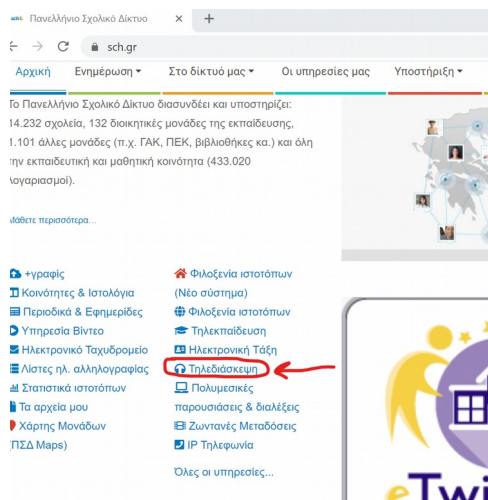 sch Πανελλήνιο Σχολικό Δίκτυο
sch.gr
Αρχική Ενημέρωση Στο δίκτυό μας Οι υπηρεσίες μας Υποστήριξη
Το Πανελλήνιο Σχολικό Δίκτυο διασυνδέει και υποστηρίζει:
14.232 σχολεία, 132 διοικητικές μονάδες της εκπαίδευσης,
1.101 άλλες μονάδες (π.χ. ΓΑΚ, ΠΕΚ, βιβλιοθήκες κα.) και όλη
την εκπαιδευτική και μαθητική κοινότητα (433.020
λογαριασμοί).
Μάθετε περισσότερα...
+γραφίς
Κοινότητες & Ιστολόγια
Περιοδικά & Εφημερίδες
Υπηρεσία Βίντεο
Ηλεκτρονικό Ταχυδρομείο
Λίστες ηλ. αλληλογραφίας
Στατιστικά ιστοτόπων
Τα αρχεία μου
Χάρτης Μονάδων
(ΠΣΔ Maps)
Φιλοξενία ιστοτόπων
(Νέο σύστημα)
Φιλοξενία ιστοτόπων
Τηλεκπαίδευση
Ηλεκτρονική Τάξη
Τηλεδιάσκεψη
Πολυμεσικές
παρουσιάσεις & διαλέξεις
Ζωντανές Μεταδόσεις
IP Τηλεφωνία
Όλες οι υπηρεσίες...
eTwi